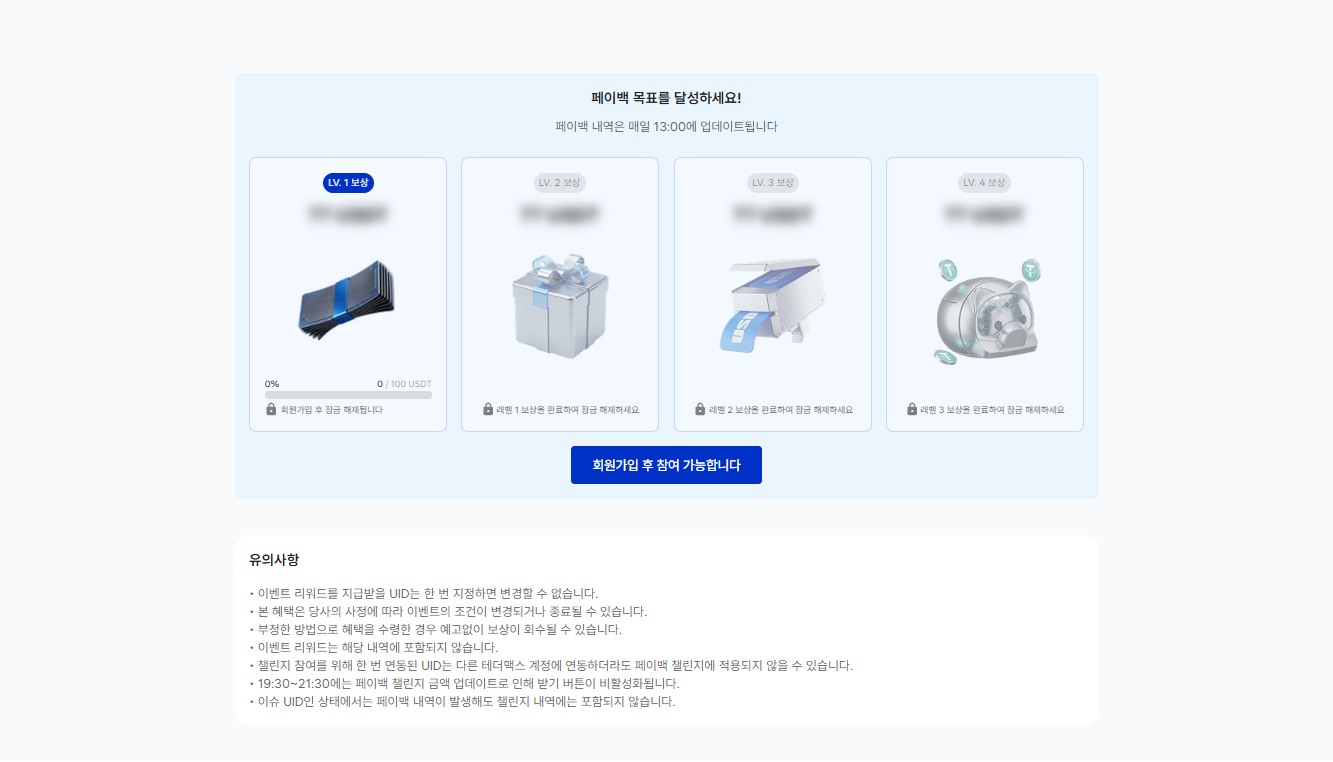 페이백 목표를 달성하세요!
페이백 내역은 매일 13:00에 업데이트됩니다
LV. 1 보상
LV. 2 보상
LV. 3 보상
LV. 4 보상
0%
0 / 100 USDT
회원가입 후 잠금 해제됩니다
레벨 1 보상을 완료하여 잠금 해제하세요
레벨 2 보상을 완료하여 잠금 해제하세요
레벨 3 보상을 완료하여 잠금 해제하세요
회원가입 후 참여 가능합니다
유의사항
• 이벤트 리워드를 지급받을 UID는 한 번 지정하면 변경할 수 없습니다.
• 본 혜택은 당사의 사정에 따라 이벤트의 조건이 변경되거나 종료될 수 있습니다.
• 부정한 방법으로 혜택을 수령한 경우 예고없이 보상이 회수될 수 있습니다.
• 이벤트 리워드는 해당 내역에 포함되지 않습니다.
• 챌린지 참여를 위해 한 번 연동된 UID는 다른 테더맥스 계정에 연동하더라도 페이백 챌린지에 적용되지 않을 수 있습니다.
• 19:30~21:30에는 페이백 챌린지 금액 업데이트로 인해 받기 버튼이 비활성화됩니다.
• 이슈 UID인 상태에서는 페이백 내역이 발생해도 챌린지 내역에는 포함되지 않습니다.